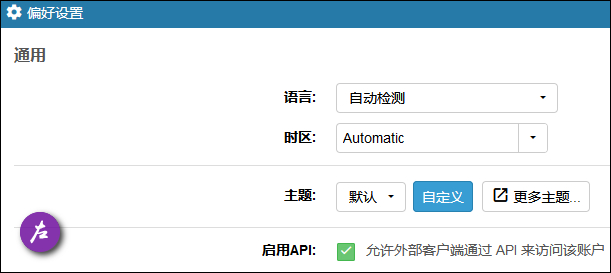 偏好设置
通用
语言: 自动检测
时区: Automatic
主题: 默认 自定义 更多主题...
启用API: 允许外部客户端通过 API 来访问该账户